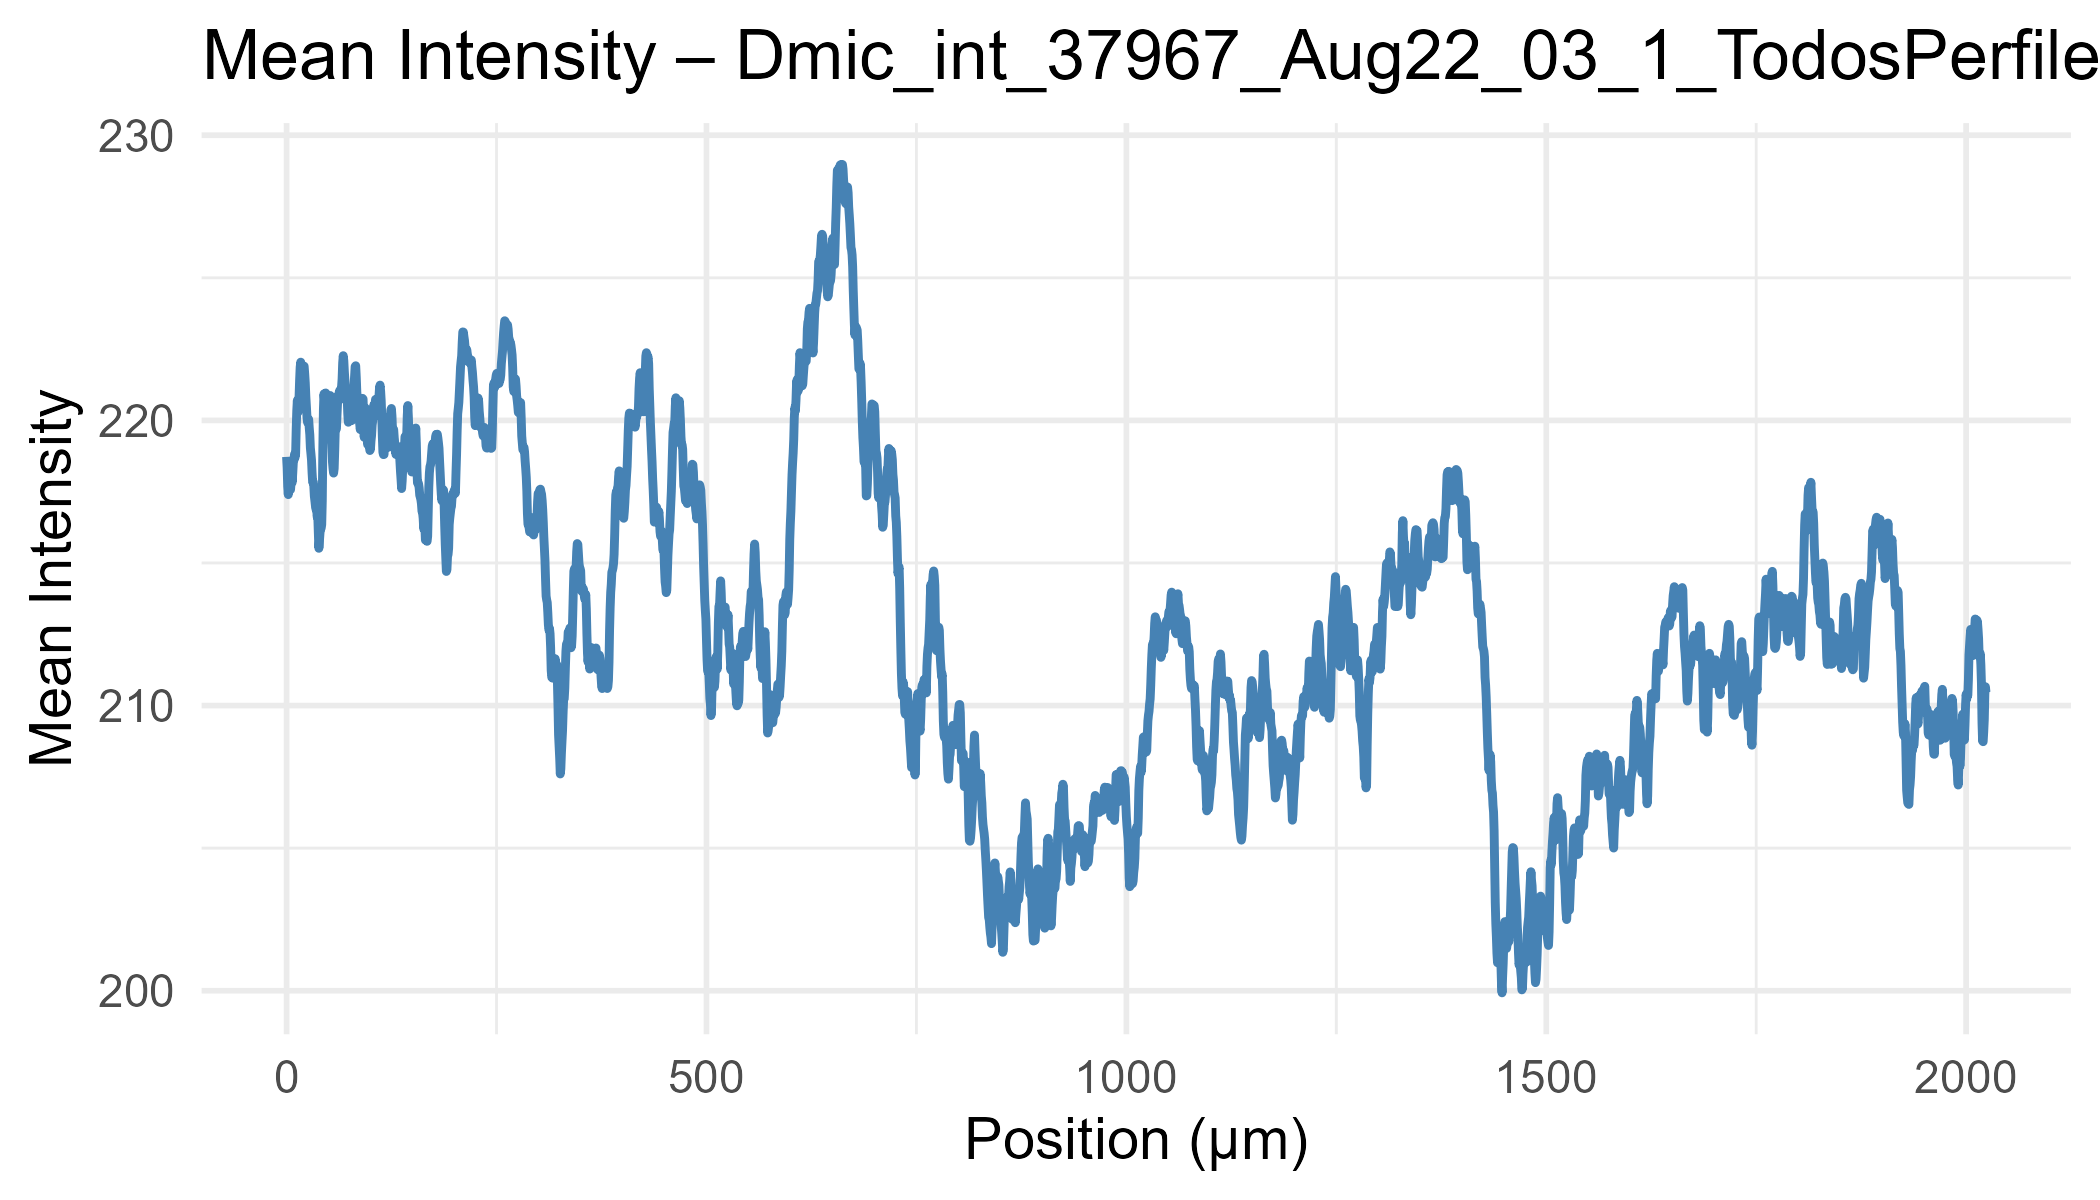 Mean Intensity – Dmic_int_37967_Aug22_03_1_TodosPerfile
230
220
210
200
Mean Intensity
0 500 1000 1500 2000
Position (µm)